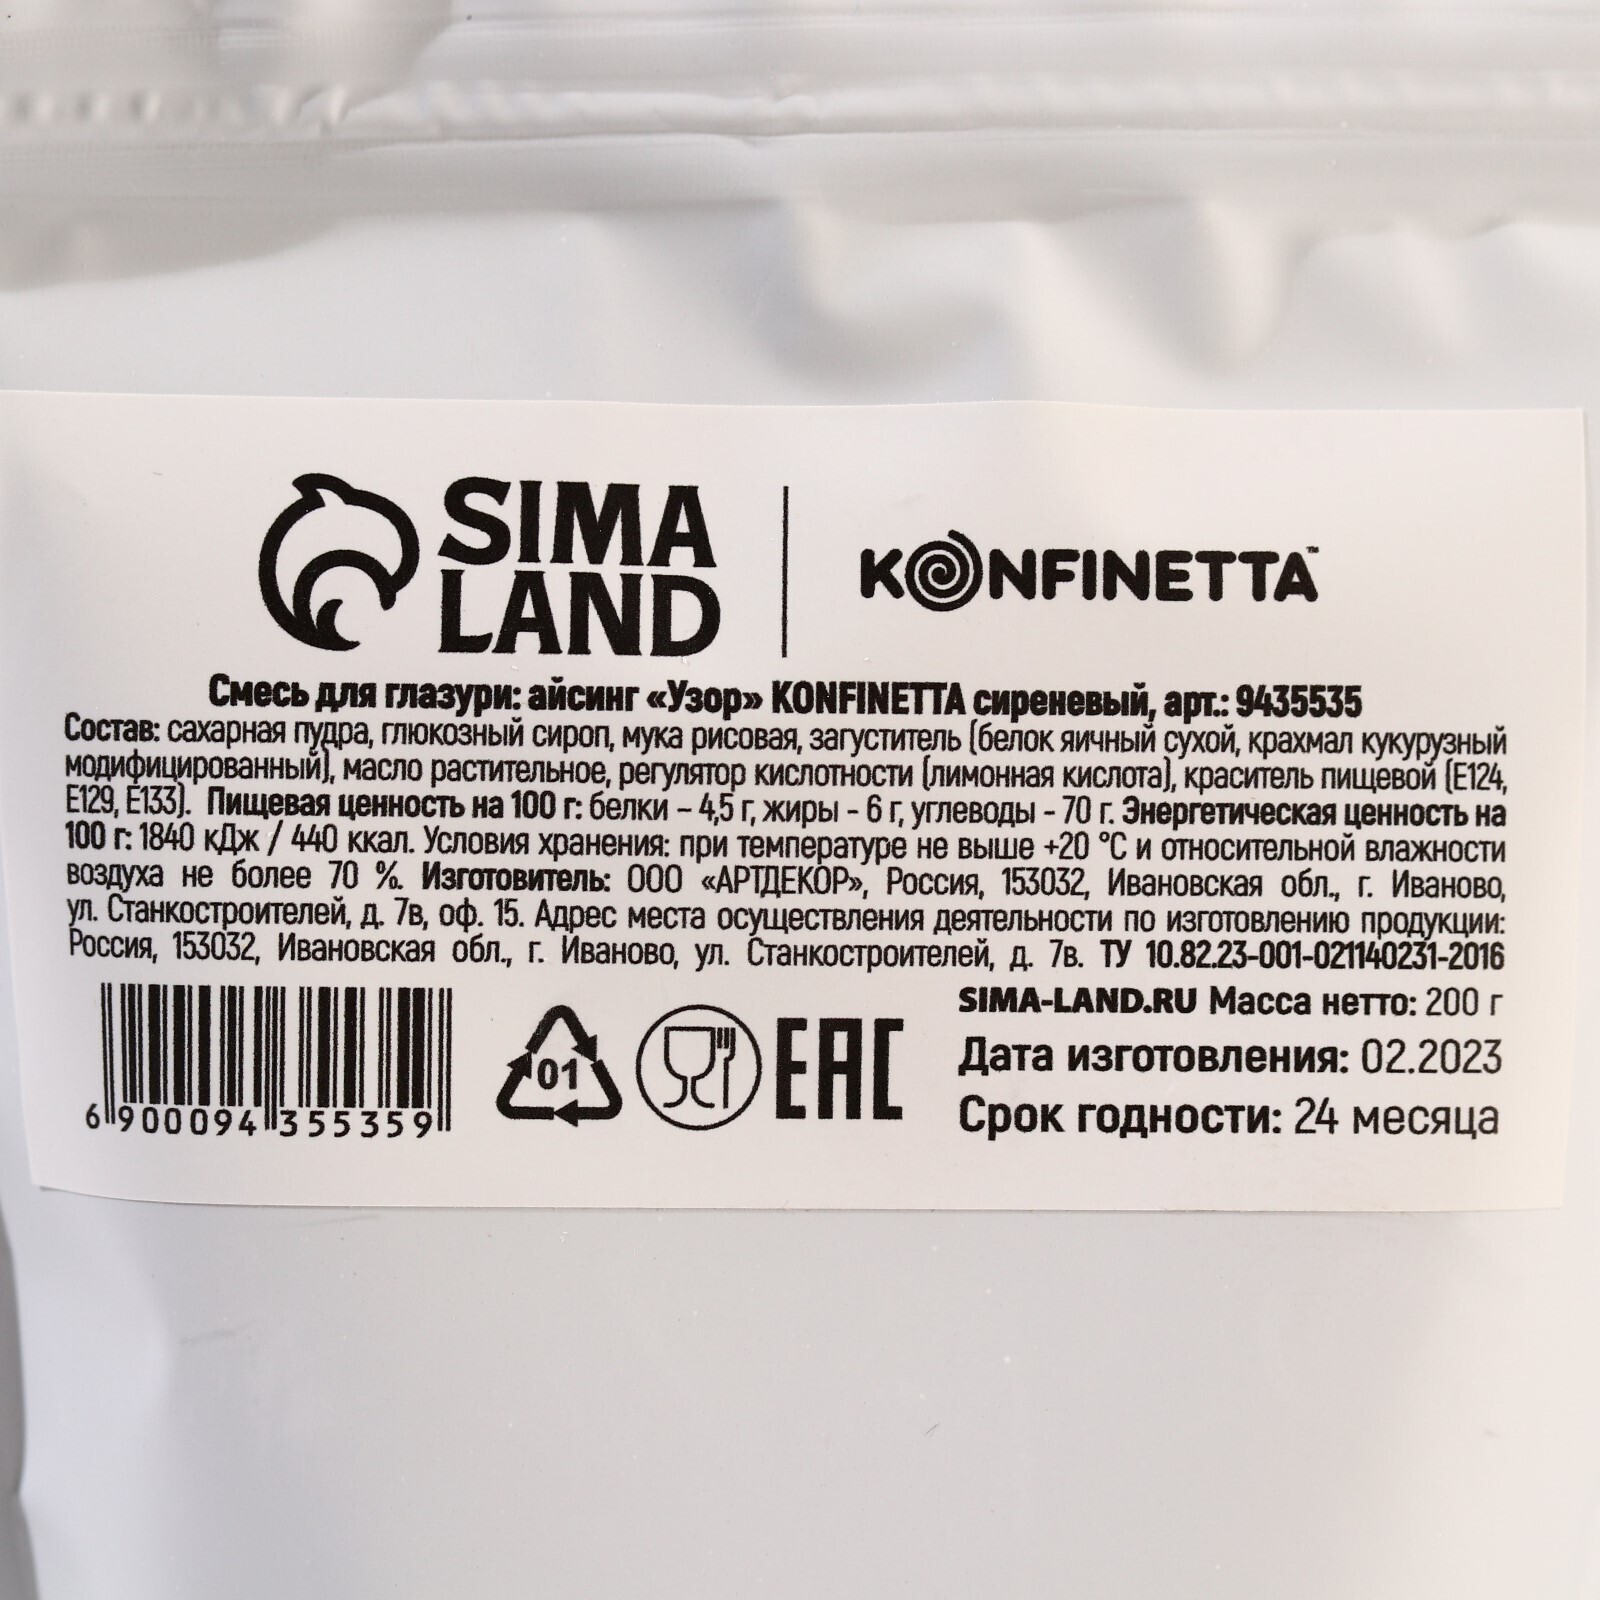 SIMA
LAND
KONFINETTA™
Смесь для глазури: айсинг «Узор» KONFINETTA сиреневый, арт.: 9435535
Состав: сахарная пудра, глюкозный сироп, мука рисовая, загуститель (белок яичный сухой, крахмал кукурузный
модифицированный), масло растительное, регулятор кислотности (лимонная кислота), краситель пищевой (Е124,
Е129, Е133). Пищевая ценность на 100 г: белки – 4,5 г, жиры - 6 г, углеводы - 70 г. Энергетическая ценность на
100 г: 1840 кДж / 440 ккал. Условия хранения: при температуре не выше +20 °С и относительной влажности
воздуха не более 70 %. Изготовитель: ООО «АРТДЕКОР», Россия, 153032, Ивановская обл., г. Иваново,
ул. Станкостроителей, д. 7в, оф. 15. Адрес места осуществления деятельности по изготовлению продукции:
Россия, 153032, Ивановская обл., г. Иваново, ул. Станкостроителей, д. 7в. ТУ 10.82.23-001-021140231-2016
SIMA-LAND.RU Масса нетто: 200 г
Дата изготовления: 02.2023
Срок годности: 24 месяца
6 900094 355359
01
EAC